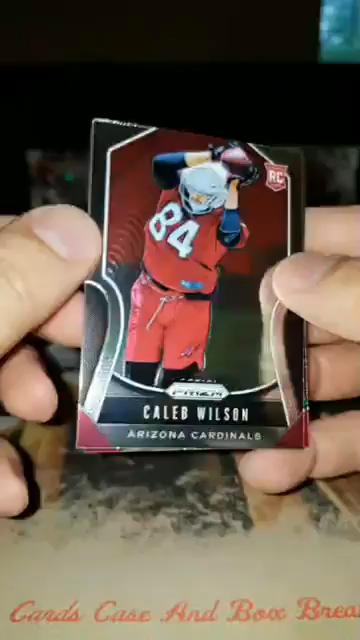 RC
84
PANINI
PRIZM
CALEB WILSON
ARIZONA CARDINALS
Cards Case And Box Brea